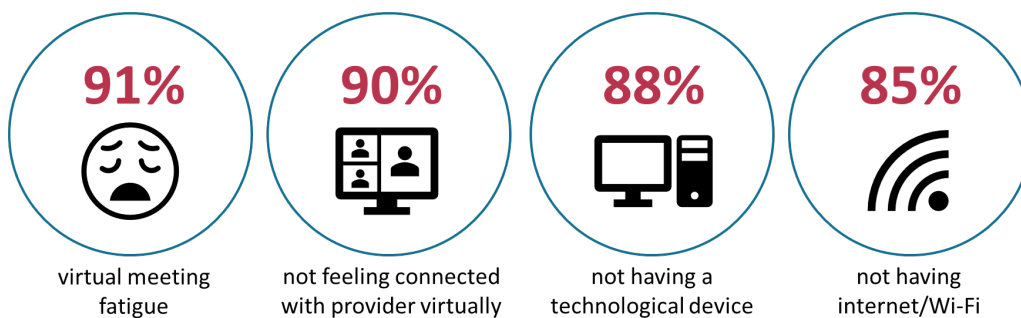 91%
90%
88%
85%
virtual meeting
fatigue
not feeling connected
with provider virtually
not having a
technological device
not having
internet/Wi-Fi